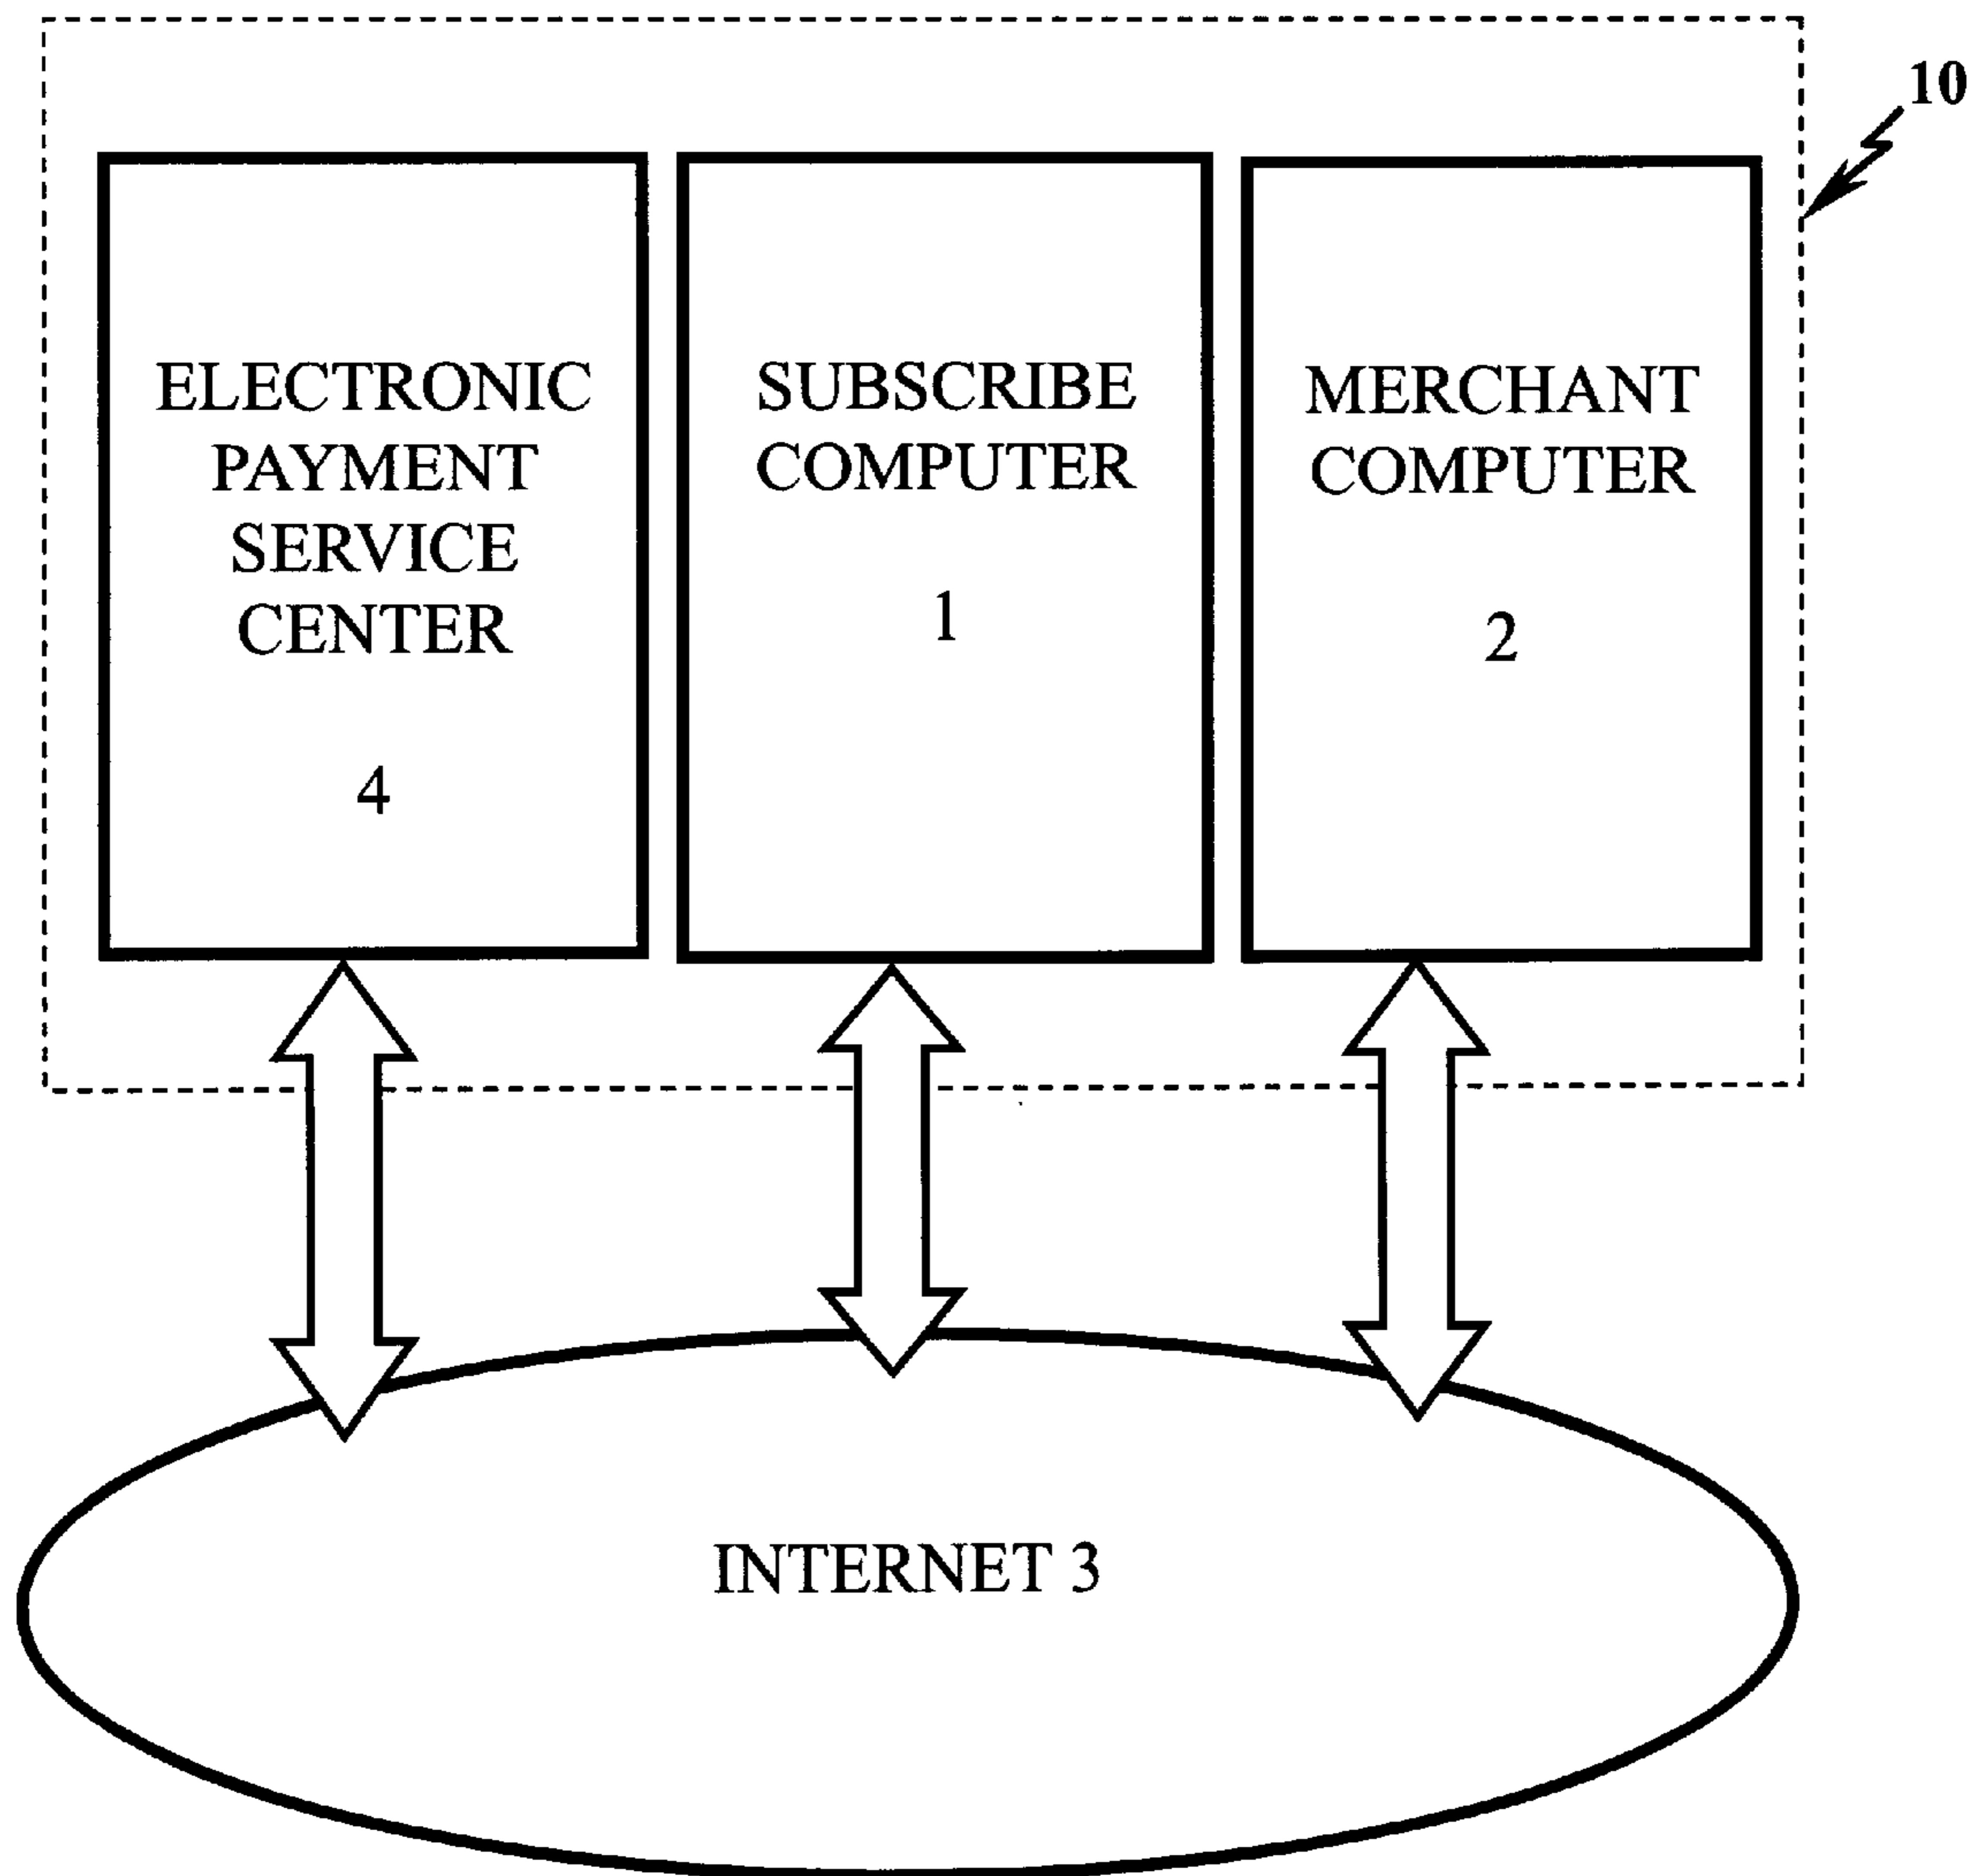 10
ELECTRONIC
PAYMENT
SERVICE
CENTER
4
SUBSCRIBE
COMPUTER
1
MERCHANT
COMPUTER
2
INTERNET 3